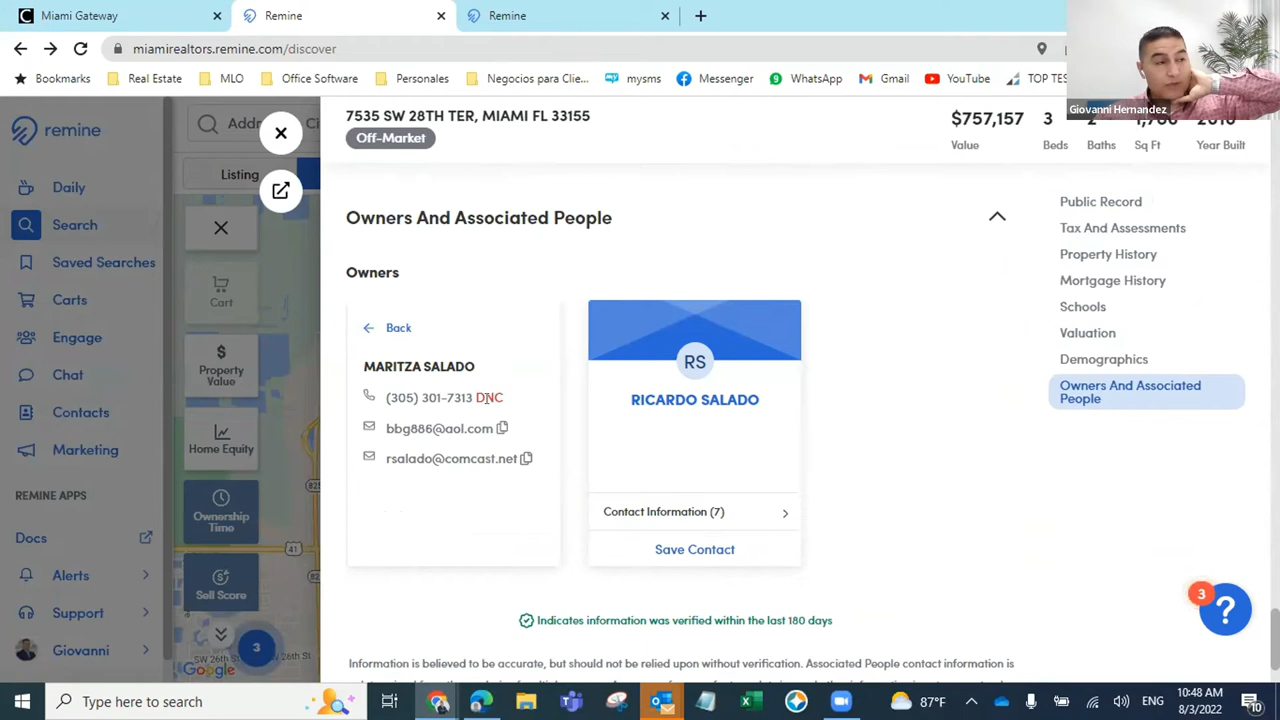 Miami Gateway
Remine
Remine
miamirealtors.remine.com/discover
Bookmarks
Real Estate
MLO
Office Software
Personales
Negocios para Clie...
mysms
Messenger
WhatsApp
Gmail
YouTube
TOP TES
Giovanni Hernandez
remine
Daily
Search
Saved Searches
Carts
Engage
Chat
Contacts
Marketing
REMINE APPS
Docs
Alerts
Support
Giovanni
Listing
Cart
$
Property
Value
Home Equity
Ownership
Time
Sell Score
41
3
Google
7535 SW 28TH TER, MIAMI FL 33155
Off-Market
$757,157
3
Value
Beds
Baths
Sq Ft
Year Built
Owners And Associated People
Owners
Back
MARITZA SALADO
(305) 301-7313 DNC
bbg886@aol.com
rsalado@comcast.net
RS
RICARDO SALADO
Contact Information (7)
Save Contact
Indicates information was verified within the last 180 days
Information is believed to be accurate, but should not be relied upon without verification. Associated People contact information is
Public Record
Tax And Assessments
Property History
Mortgage History
Schools
Valuation
Demographics
Owners And Associated
People
3
?
Type here to search
87°F
ENG
10:48 AM
8/3/2022
10